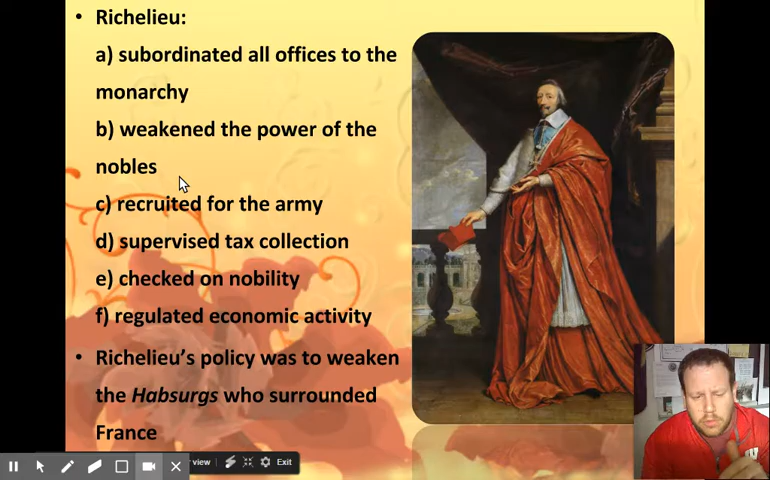 • Richelieu:
a) subordinated all offices to the
monarchy
b) weakened the power of the
nobles
c) recruited for the army
d) supervised tax collection
e) checked on nobility
f) regulated economic activity
• Richelieu's policy was to weaken
the Habsurgs who surrounded
France
view Exit
W